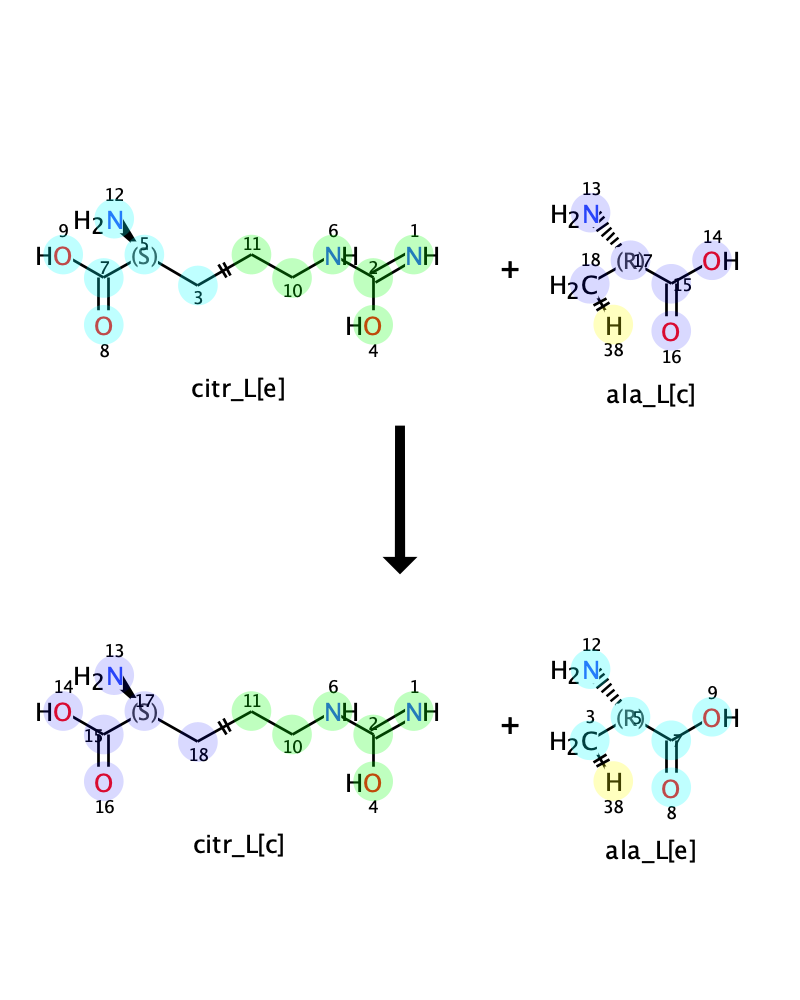 12 13
H2N H2N
9 5 11 6 1 14
HO (S) NH NH 18 (R) 17 OH
7 3 10 2 H2C 15
O HO O H O
8 4 38 16
citr_L[e] + ala_L[c]
13 12
H2N H2N
14 17 11 6 1 9
HO (S) NH NH 3 (R) 5 OH
15 18 10 2 H2C 7
O HO O H O
16 4 38 8
citr_L[c] + ala_L[e]